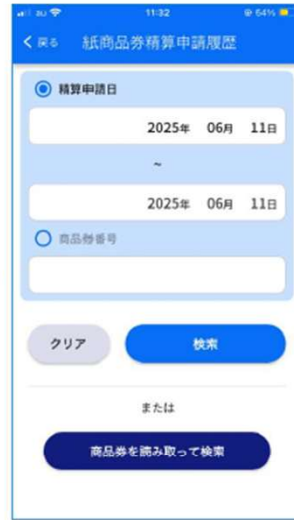 au 11:32 64%
戻る 紙商品券精算申請履歴
精算申請日
2025年 06月 11日
~
2025年 06月 11日
商品券番号
クリア 検索
または
商品券を読み取って検索